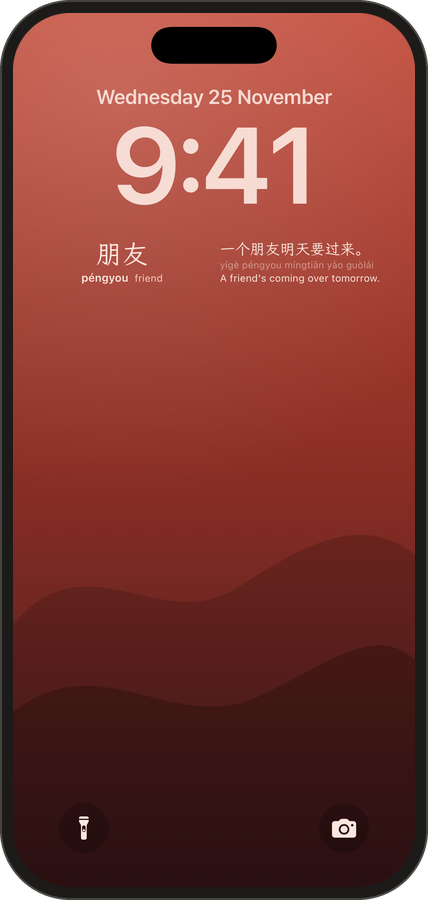 Wednesday 25 November
9:41
朋友
péngyou friend
一个朋友明天要过来。
yígè péngyou míngtiān yào guòlái
A friend's coming over tomorrow.